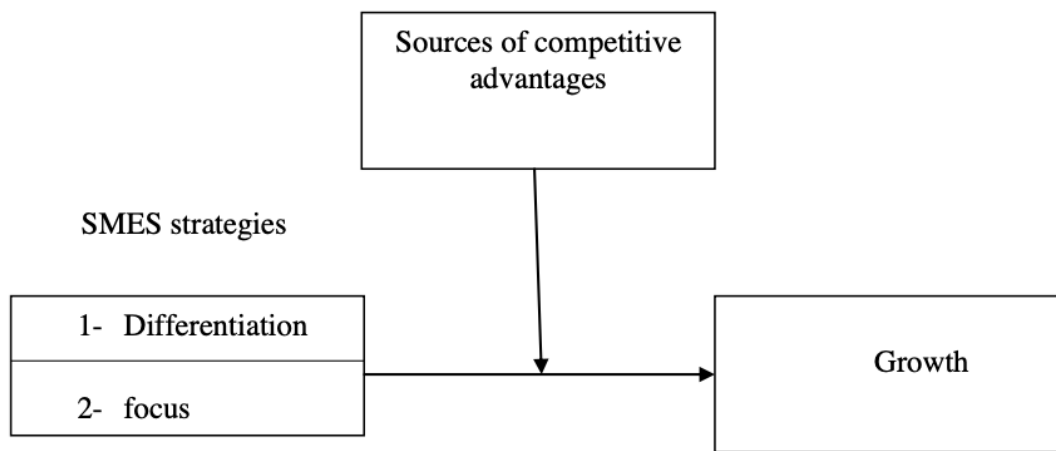 Sources of competitive
advantages
SMES strategies
1- Differentiation
2- focus
Growth